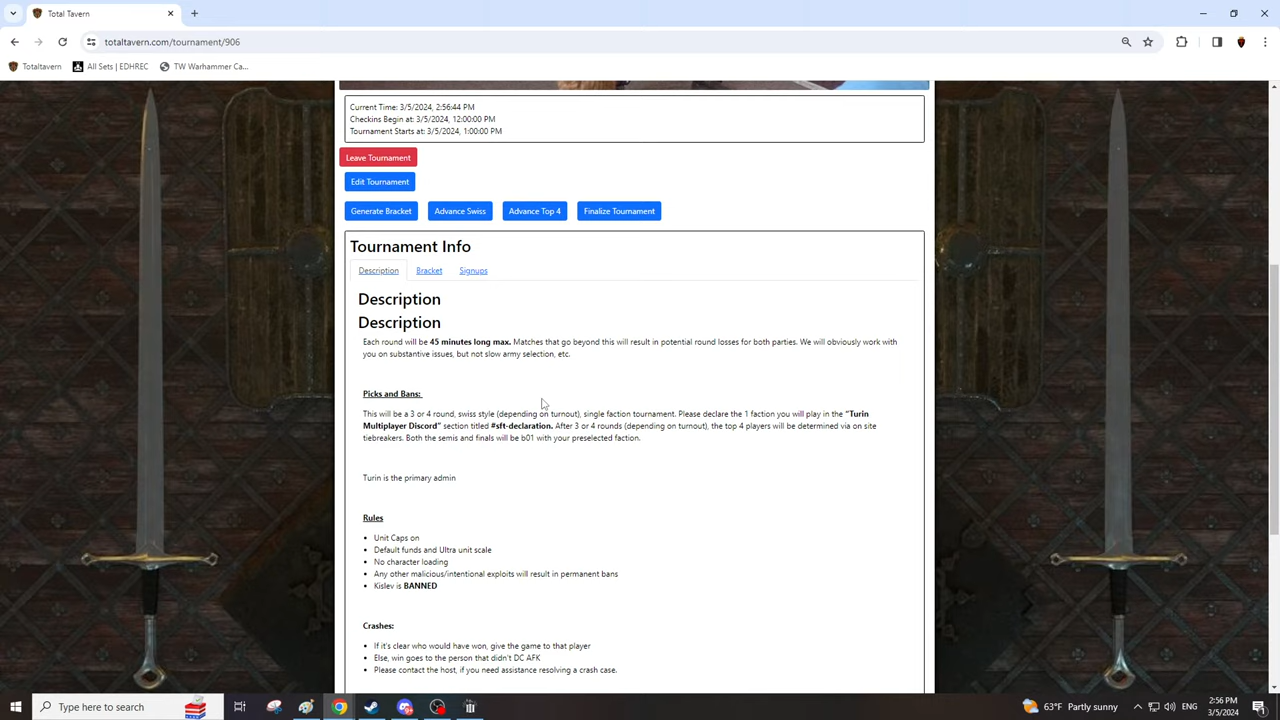 Total Tavern
totaltavern.com/tournament/906
Totaltavern
All Sets | EDHREC
TW Warhammer Ca...
Current Time: 3/5/2024, 2:56:44 PM
Checkins Begin at: 3/5/2024, 12:00:00 PM
Tournament Starts at: 3/5/2024, 1:00:00 PM
Leave Tournament
Edit Tournament
Generate Bracket Advance Swiss Advance Top 4 Finalize Tournament
Tournament Info
Description Bracket Signups
Description
Description
Each round will be 45 minutes long max. Matches that go beyond this will result in potential round losses for both parties. We will obviously work with
you on substantive issues, but not slow army selection, etc.
Picks and Bans:
This will be a 3 or 4 round, swiss style (depending on turnout), single faction tournament. Please declare the 1 faction you will play in the “Turin
Multiplayer Discord” section titled #sft-declaration. After 3 or 4 rounds (depending on turnout), the top 4 players will be determined via on site
tiebreakers. Both the semis and finals will be b01 with your preselected faction.
Turin is the primary admin
Rules
Unit Caps on
Default funds and Ultra unit scale
No character loading
Any other malicious/intentional exploits will result in permanent bans
Kislev is BANNED
Crashes:
If it's clear who would have won, give the game to that player
Else, win goes to the person that didn't DC AFK
Please contact the host, if you need assistance resolving a crash case.
Type here to search
63°F Partly sunny
ENG
2:56 PM
3/5/2024